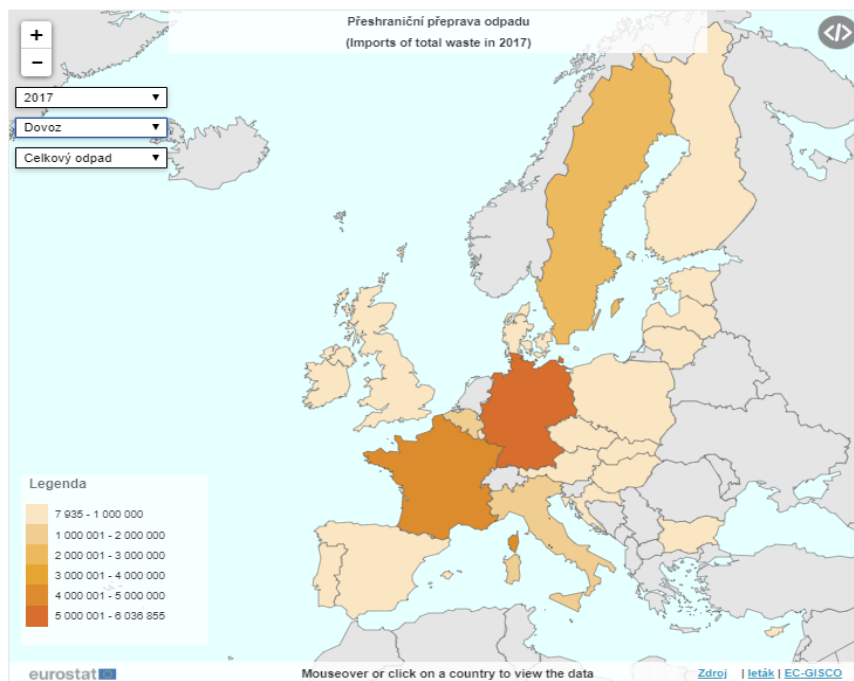 Přeshraniční přeprava odpadu
(Imports of total waste in 2017)
</>
+
−
2017 ▼
Dovoz ▼
Celkový odpad ▼
Legenda
7 935 - 1 000 000
1 000 001 - 2 000 000
2 000 001 - 3 000 000
3 000 001 - 4 000 000
4 000 001 - 5 000 000
5 000 001 - 6 036 855
eurostat
Mouseover or click on a country to view the data
Zdroj | leták | EC-GISCO